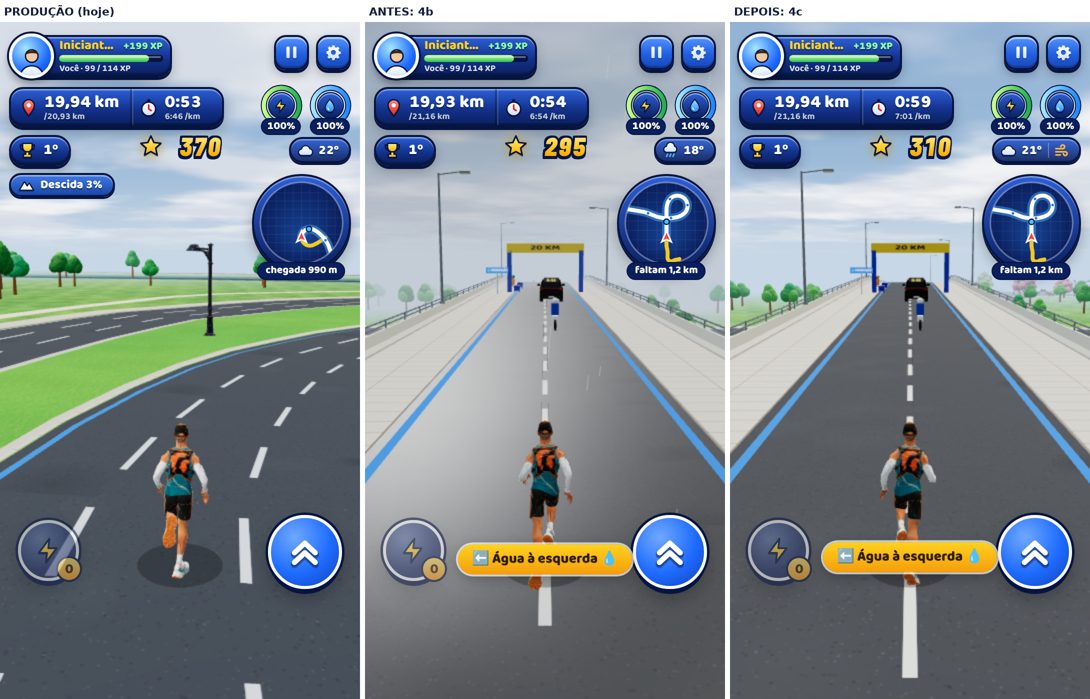 PRODUÇÃO (hoje)
Iniciant... +199 XP
Você · 99 / 114 XP
19,94 km 0:53
/20,93 km 6:46 /km
100% 100%
1° 370 22°
Descida 3%
chegada 990 m
0
ANTES: 4b
Iniciant... +199 XP
Você · 99 / 114 XP
19,93 km 0:54
/21,16 km 6:54 /km
100% 100%
1° 295 18°
20 KM
faltam 1,2 km
Água à esquerda
0
DEPOIS: 4c
Iniciant... +199 XP
Você · 99 / 114 XP
19,94 km 0:59
/21,16 km 7:01 /km
100% 100%
1° 310 21°
20 KM
faltam 1,2 km
Água à esquerda
0